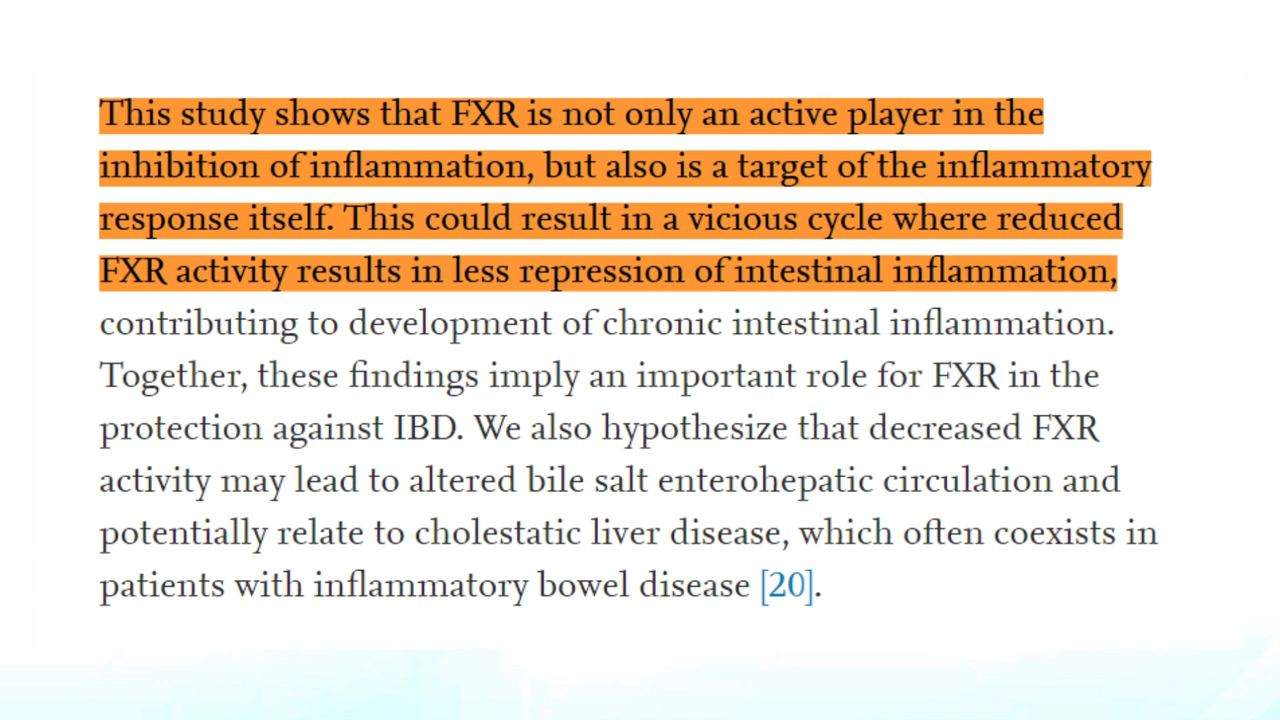 This study shows that FXR is not only an active player in the
inhibition of inflammation, but also is a target of the inflammatory
response itself. This could result in a vicious cycle where reduced
FXR activity results in less repression of intestinal inflammation,
contributing to development of chronic intestinal inflammation.
Together, these findings imply an important role for FXR in the
protection against IBD. We also hypothesize that decreased FXR
activity may lead to altered bile salt enterohepatic circulation and
potentially relate to cholestatic liver disease, which often coexists in
patients with inflammatory bowel disease [20].